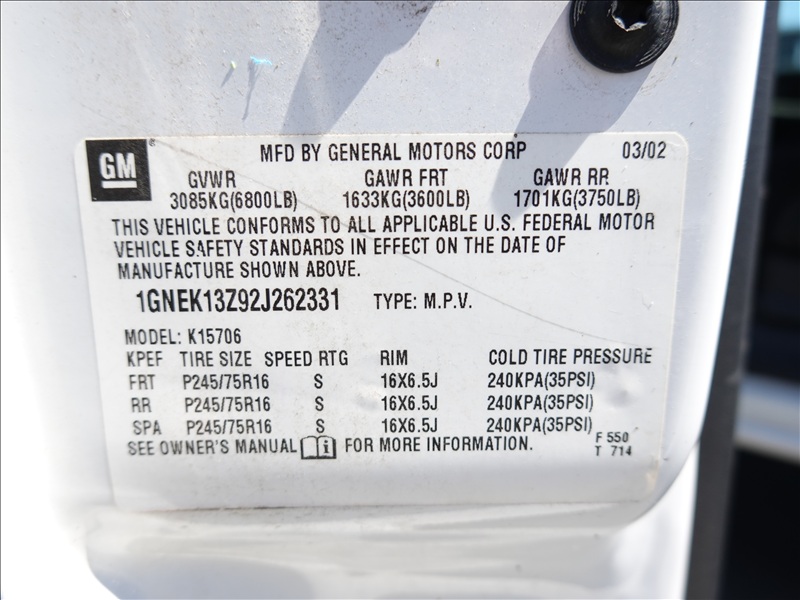 GM MFD BY GENERAL MOTORS CORP 03/02
GVWR GAWR FRT GAWR RR
3085KG(6800LB) 1633KG(3600LB) 1701KG(3750LB)
THIS VEHICLE CONFORMS TO ALL APPLICABLE U.S. FEDERAL MOTOR
VEHICLE SAFETY STANDARDS IN EFFECT ON THE DATE OF
MANUFACTURE SHOWN ABOVE.
1GNEK13Z92J262331 TYPE: M.P.V.
MODEL: K15706
KPEF TIRE SIZE SPEED RTG RIM COLD TIRE PRESSURE
FRT P245/75R16 S 16X6.5J 240KPA(35PSI)
RR P245/75R16 S 16X6.5J 240KPA(35PSI)
SPA P245/75R16 S 16X6.5J 240KPA(35PSI)
SEE OWNER'S MANUAL i FOR MORE INFORMATION.
F 550
T 714